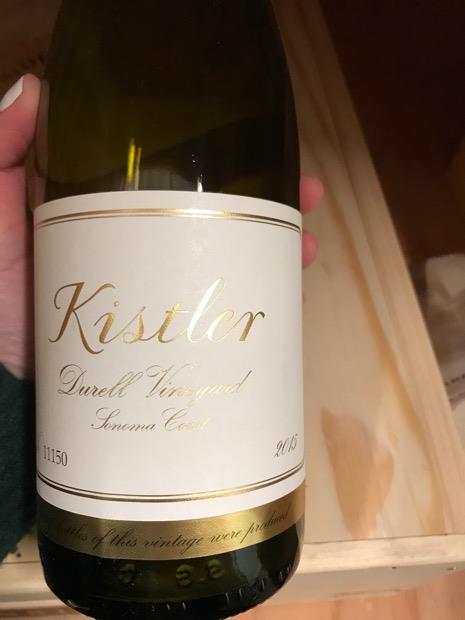 Kistler
Durell Vineyard
Sonoma Coast
11150
2015
bottles of this vintage were produced